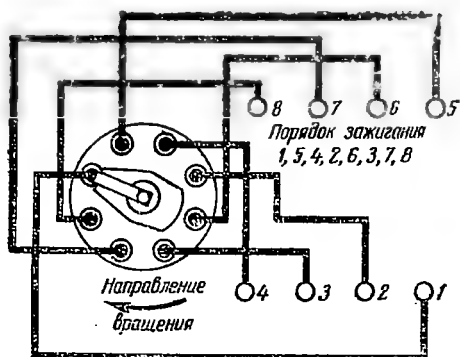 8 7 6 5
Порядок зажигания
1, 5, 4, 2, 6, 3, 7, 8
Направление
вращения
4 3 2 1